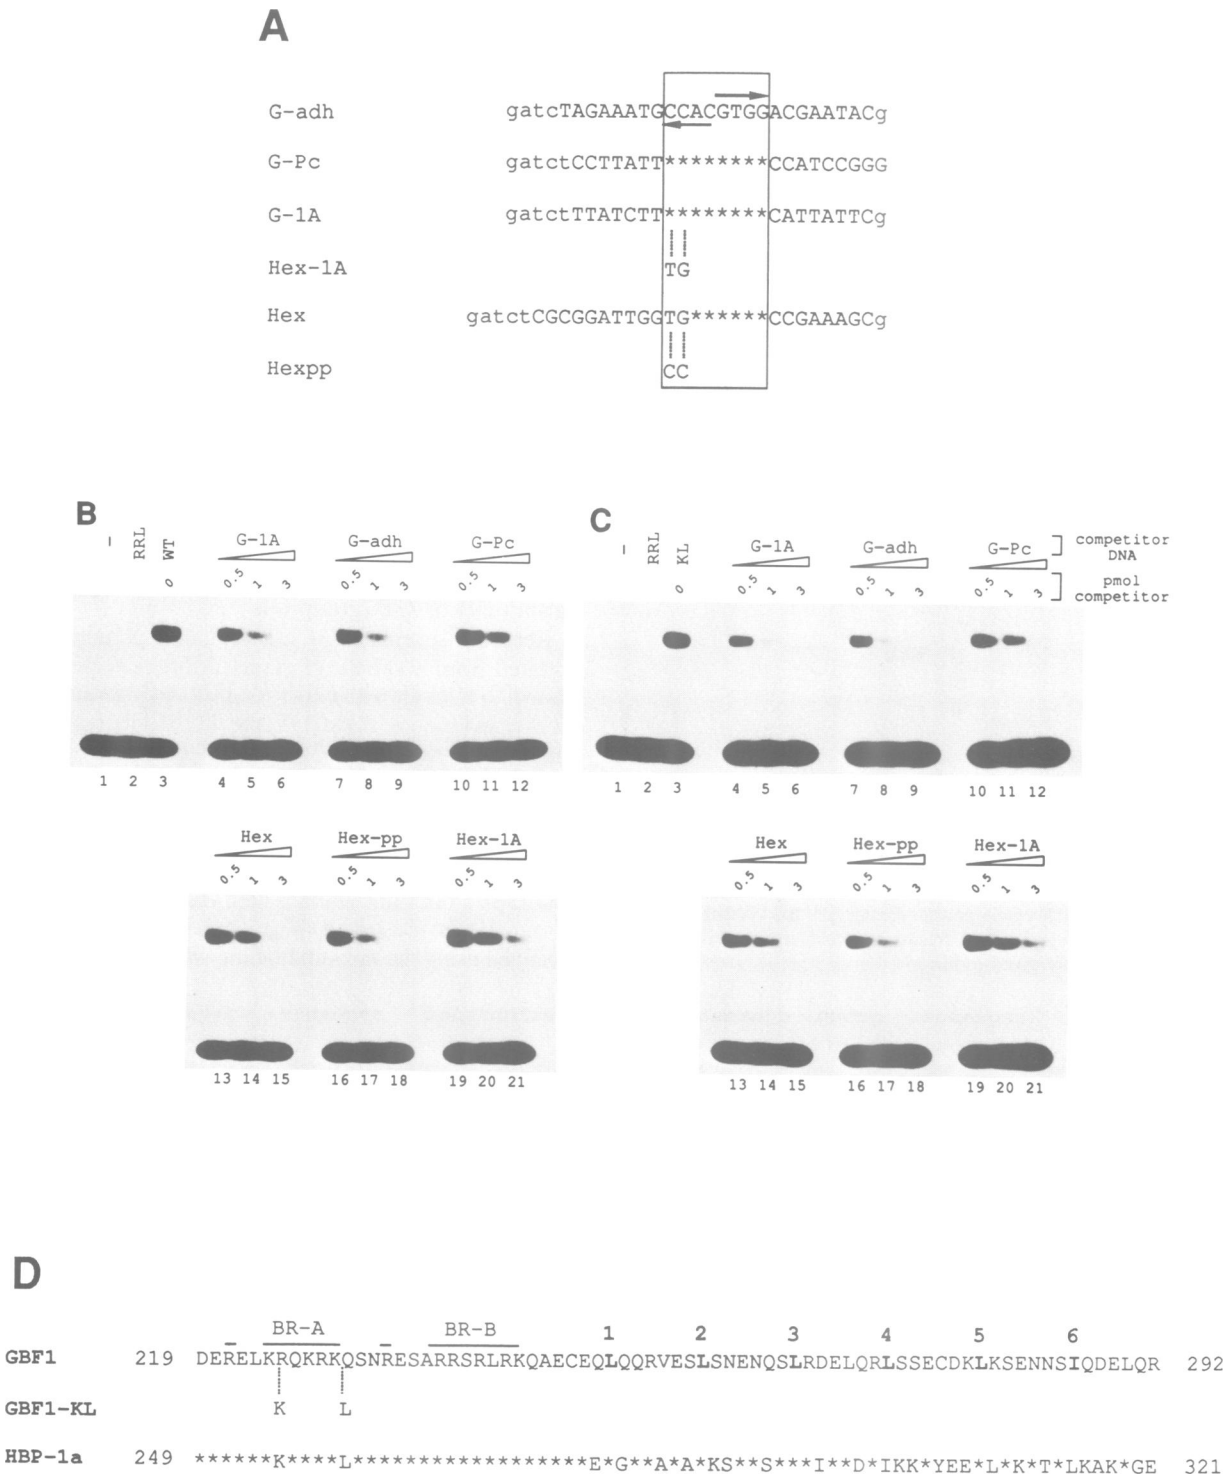 A
G-adh gatcTAGAAATGCCACGTGGACGAATACg
G-Pc gatctCCTTATT********CCATCCGGG
G-1A gatctTTATCTT********CATTATTCg
Hex-1A TG
Hex gatctCGCGGATTGGTG******CCGAAAGCg
Hexpp CC
B
– RRL WT G-1A G-adh G-Pc
0 0.5 1 3 0.5 1 3 0.5 1 3
1 2 3 4 5 6 7 8 9 10 11 12
Hex Hex-pp Hex-1A
0.5 1 3 0.5 1 3 0.5 1 3
13 14 15 16 17 18 19 20 21
C
– RRL KL G-1A G-adh G-Pc
competitor
DNA
0 0.5 1 3 0.5 1 3 0.5 1 3
pmol
competitor
1 2 3 4 5 6 7 8 9 10 11 12
Hex Hex-pp Hex-1A
0.5 1 3 0.5 1 3 0.5 1 3
13 14 15 16 17 18 19 20 21
D
BR-A BR-B 1 2 3 4 5 6
GBF1 219 DERELKRQKRKQSNRESARRSRLRKQAECEQLQQRVESLSNENQSLRDELQRLSSECDKLKSENNSIQDELQR 292
GBF1-KL K L
HBP-1a 249 ******K****L******************E*G**A*A*KS**S***I**D*IKK*YEE*L*K*T*LKAK*GE 321